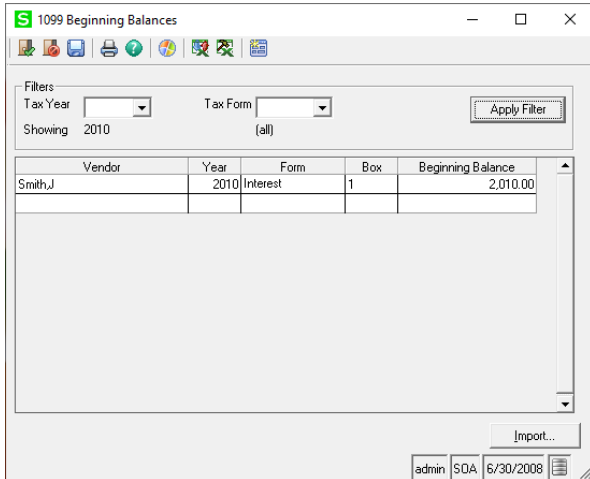 S 1099 Beginning Balances
Filters
Tax Year Tax Form Apply Filter
Showing 2010 (all)
Vendor Year Form Box Beginning Balance
Smith,J 2010 Interest 1 2,010.00
Import...
admin SOA 6/30/2008